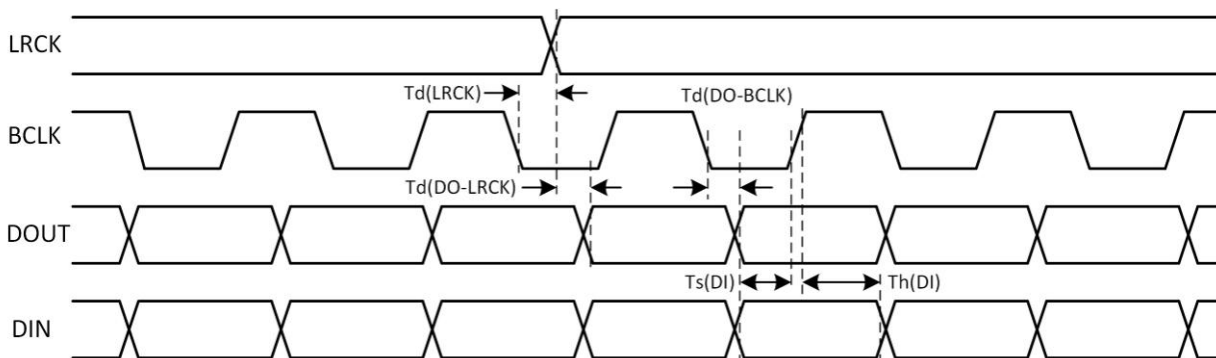 LRCK
Td(LRCK)
Td(DO-BCLK)
BCLK
Td(DO-LRCK)
DOUT
Ts(DI)
Th(DI)
DIN